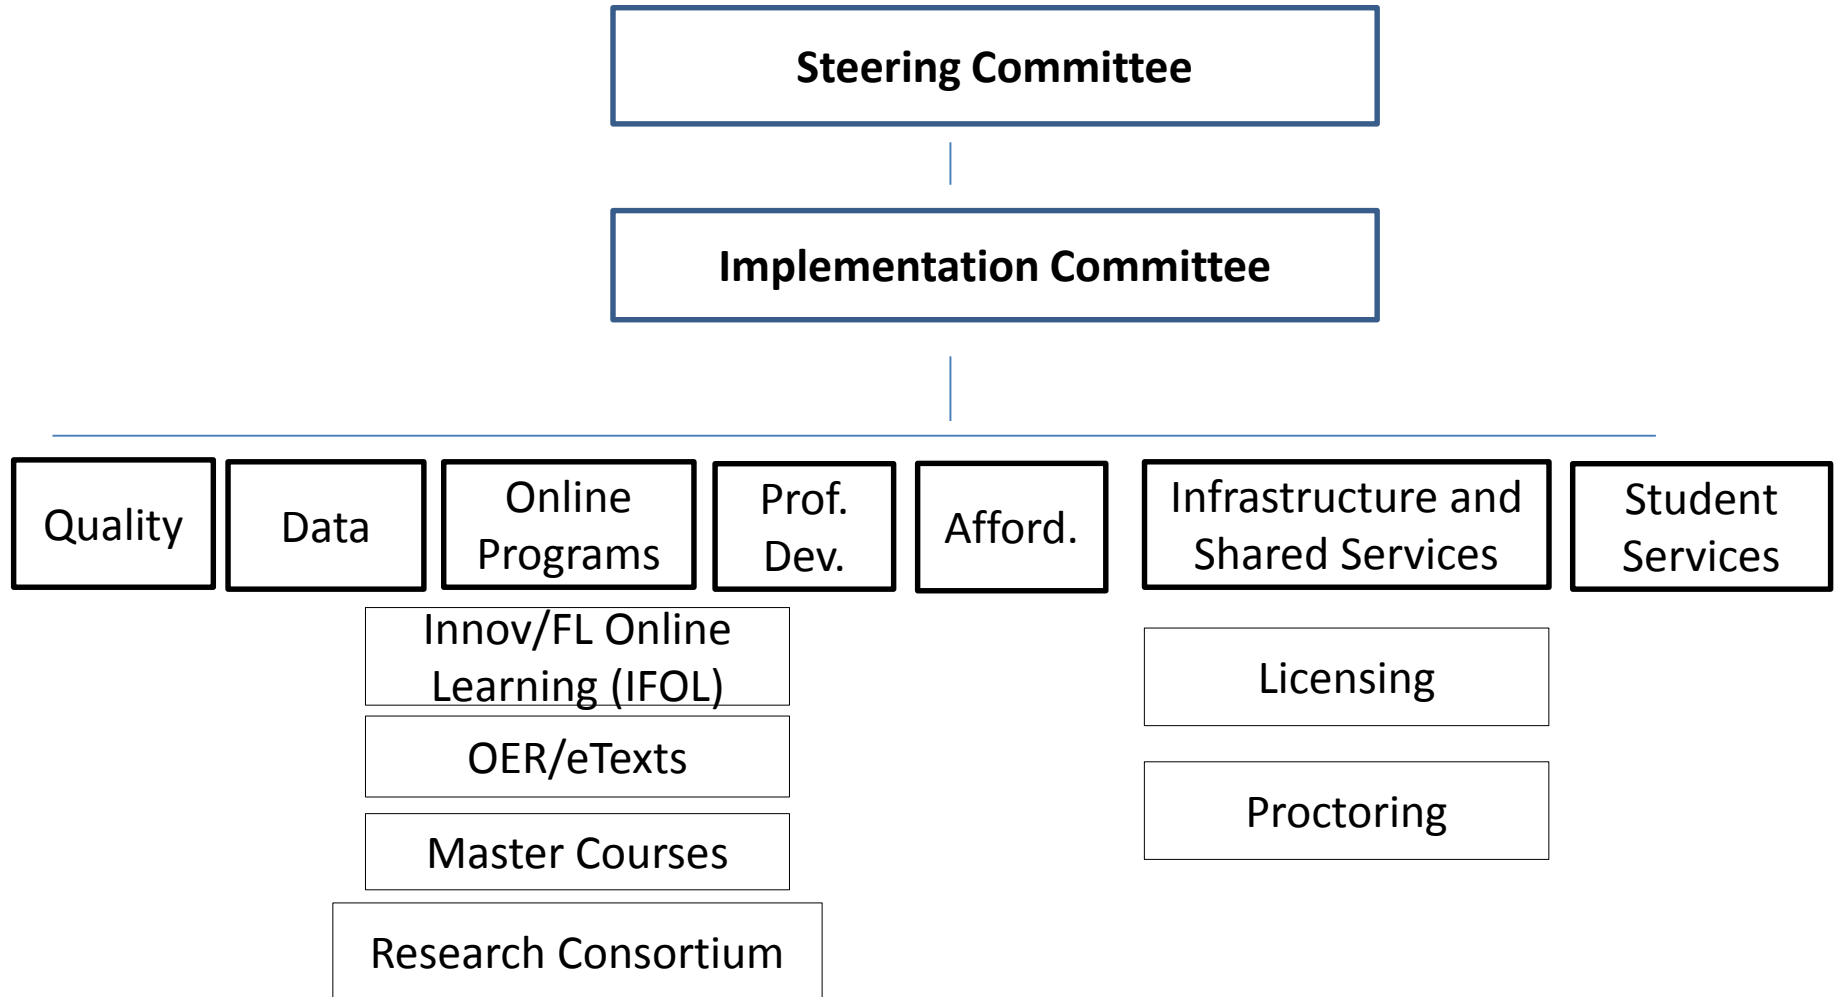 Steering Committee
Implementation Committee
Quality
Data
Online
Programs
Prof.
Dev.
Afford.
Infrastructure and
Shared Services
Student
Services
Innov/FL Online
Learning (IFOL)
OER/eTexts
Master Courses
Research Consortium
Licensing
Proctoring